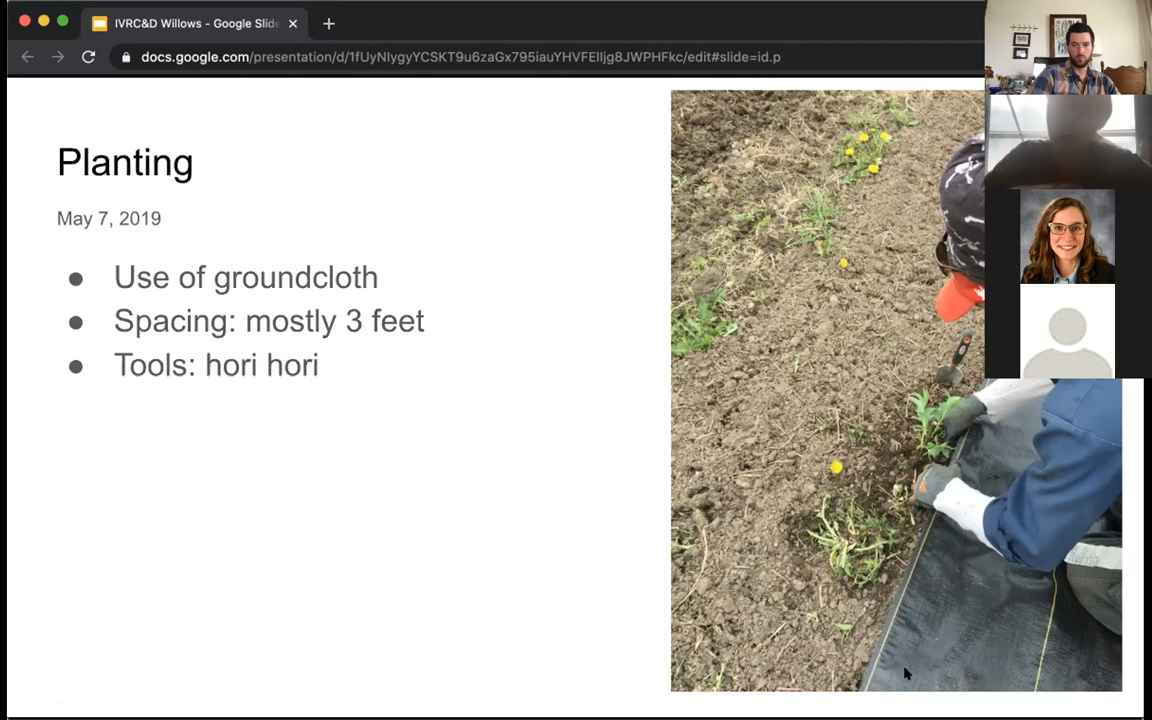 IVRC&D Willows - Google Slide
docs.google.com/presentation/d/1fUyNlygyYCSKT9u6zaGx795iauYHVFElljg8JWPHFkc/edit#slide=id.p
Planting
May 7, 2019
● Use of groundcloth
● Spacing: mostly 3 feet
● Tools: hori hori